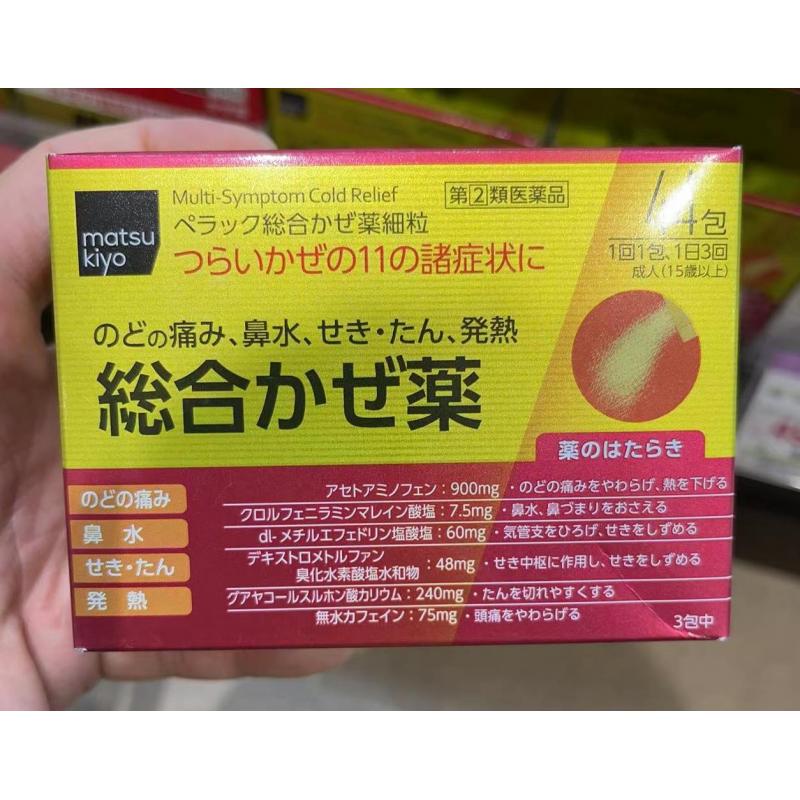 matsu
kiyo
Multi-Symptom Cold Relief
第②類医薬品
ペラック総合かぜ薬細粒
つらいかぜの11の諸症状に
44包
1回1包、1日3回
成人(15歳以上)
のどの痛み、鼻水、せき・たん、発熱
総合かぜ薬
薬のはたらき
のどの痛み
鼻水
せき・たん
発熱
アセトアミノフェン:900mg ・のどの痛みをやわらげ、熱を下げる
クロルフェニラミンマレイン酸塩:7.5mg ・鼻水、鼻づまりをおさえる
dl-メチルエフェドリン塩酸塩:60mg ・気管支をひろげ、せきをしずめる
デキストロメトルファン
臭化水素酸塩水和物:48mg ・せき中枢に作用し、せきをしずめる
グアヤコールスルホン酸カリウム:240mg ・たんを切れやすくする
無水カフェイン:75mg ・頭痛をやわらげる
3包中